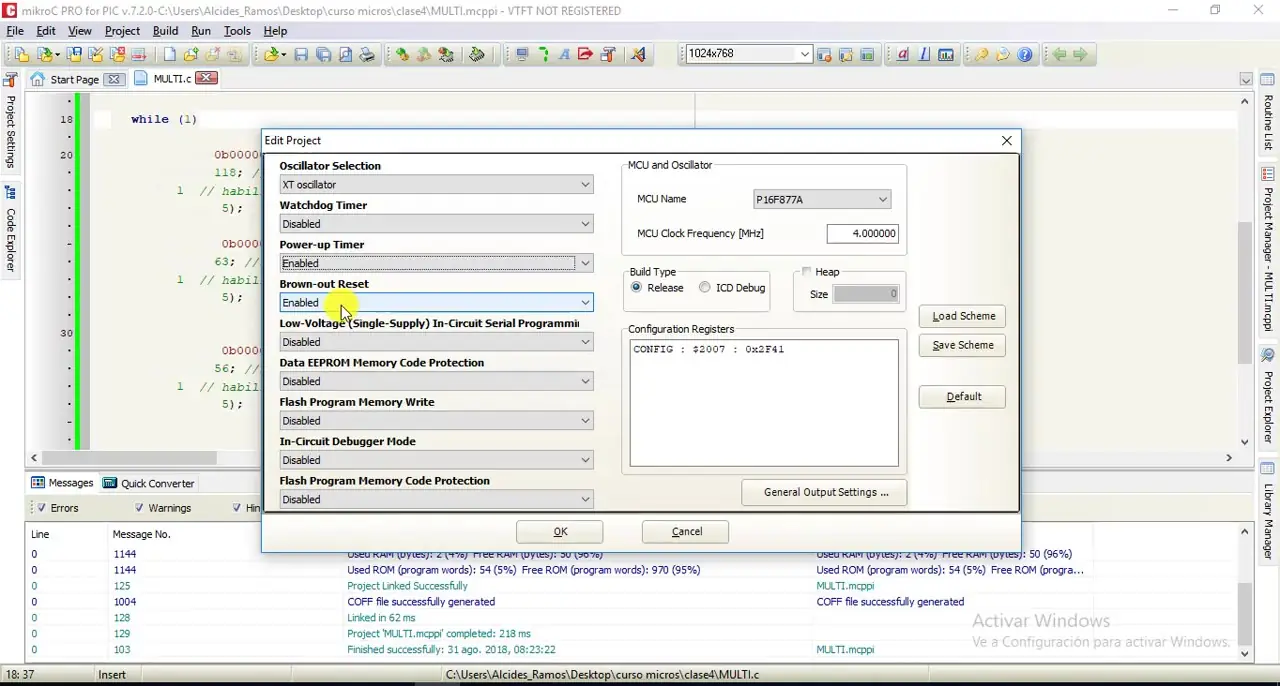 mikroC PRO for PIC v.7.2.0-C:\Users\Alcides_Ramos\Desktop\curso micros\clase4\MULTI.mcppi - VTFT NOT REGISTERED
File Edit View Project Build Run Tools Help
1024x768
Start Page MULTI.c
Project Settings
Code Explorer
Routine List
Project Manager - MULTI.mcppi
Project Explorer
Library Manager
18 while (1)
20 0b0000
118; //
1 // habil
5);
0b0000
63; //
1 // habil
5);
30
0b0000
56; //
1 // habil
5);
Edit Project
Oscillator Selection
XT oscillator
Watchdog Timer
Disabled
Power-up Timer
Enabled
Brown-out Reset
Enabled
Low-Voltage (Single-Supply) In-Circuit Serial Programmi
Disabled
Data EEPROM Memory Code Protection
Disabled
Flash Program Memory Write
Disabled
In-Circuit Debugger Mode
Disabled
Flash Program Memory Code Protection
Disabled
MCU and Oscillator
MCU Name P16F877A
MCU Clock Frequency [MHz] 4.000000
Build Type
Release ICD Debug
Heap
Size 0
Configuration Registers
CONFIG : $2007 : 0x2F41
Load Scheme
Save Scheme
Default
General Output Settings ...
OK Cancel
Messages Quick Converter
Errors Warnings Hin
Line Message No.
0 1144 Used RAM (bytes): 2 (4%) Free RAM (bytes): 50 (96%) Used RAM (bytes): 2 (4%) Free RAM (bytes): 50 (96%)
0 1144 Used ROM (program words): 54 (5%) Free ROM (program words): 970 (95%) Used ROM (program words): 54 (5%) Free ROM (progra...
0 125 Project Linked Successfully MULTI.mcppi
0 1004 COFF file successfully generated COFF file successfully generated
0 128 Linked in 62 ms
0 129 Project 'MULTI.mcppi' completed: 218 ms
0 103 Finished successfully: 31 ago. 2018, 08:23:22 MULTI.mcppi
Activar Windows
Ve a Configuración para activar Windows.
18: 37 Insert C:\Users\Alcides_Ramos\Desktop\curso micros\clase4\MULTI.c